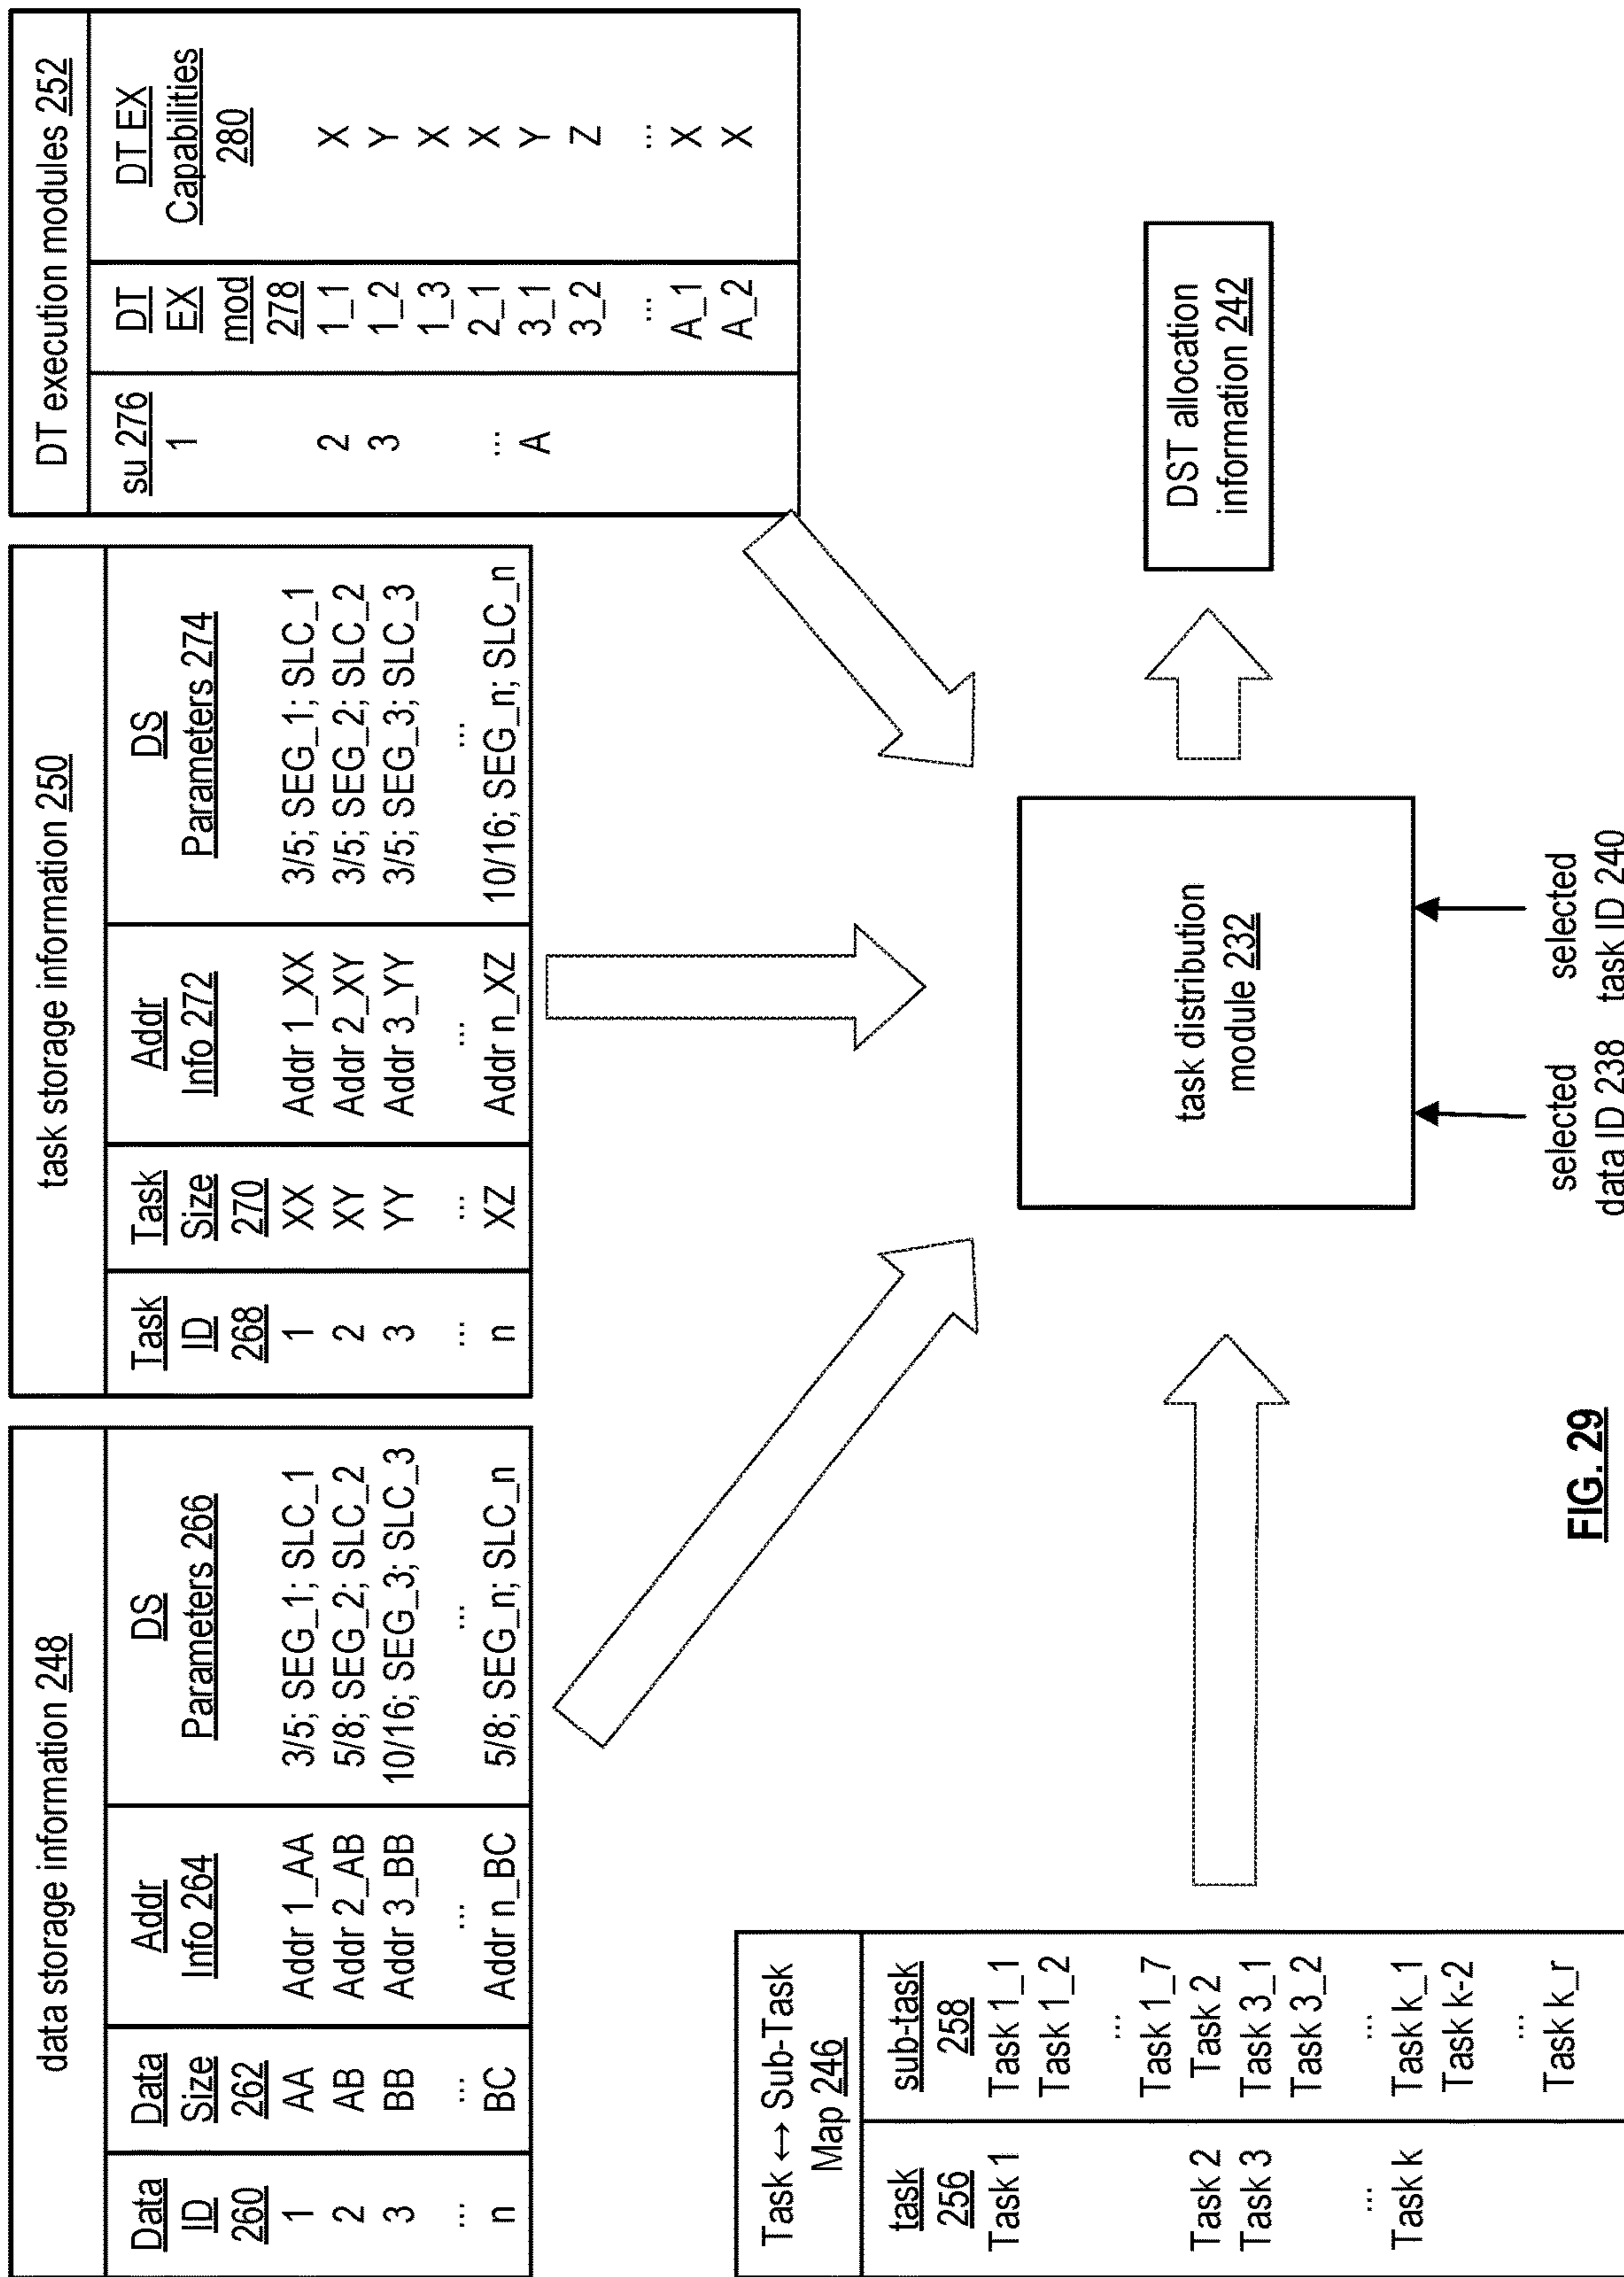 data storage information 248
Data ID 260 Data Size 262 Addr Info 264 DS Parameters 266
1 AA Addr 1_AA 3/5; SEG_1; SLC_1
2 AB Addr 2_AB 5/8; SEG_2; SLC_2
3 BB Addr 3_BB 10/16; SEG_3; SLC_3
... ... ... ...
n BC Addr n_BC 5/8; SEG_n; SLC_n
task storage information 250
Task ID 268 Task Size 270 Addr Info 272 DS Parameters 274
1 XX Addr 1_XX 3/5; SEG_1; SLC_1
2 XY Addr 2_XY 3/5; SEG_2; SLC_2
3 YY Addr 3_YY 3/5; SEG_3; SLC_3
... ... ... ...
n XZ Addr n_XZ 10/16; SEG_n; SLC_n
DT execution modules 252
su 276 DT EX mod 278 DT EX Capabilities 280
1 1_1 X
1_2 Y
1_3 X
2 2_1 X
3 3_1 Y
3_2 Z
... ... ...
A A_1 X
A_2 X
Task ↔ Sub-Task
Map 246
task 256 sub-task 258
Task 1 Task 1_1
Task 1_2
...
Task 1_7
Task 2 Task 2
Task 3 Task 3_1
Task 3_2
... ...
Task k Task k_1
Task k-2
...
Task k_r
task distribution
module 232
selected
data ID 238
selected
task ID 240
DST allocation
information 242
FIG. 29